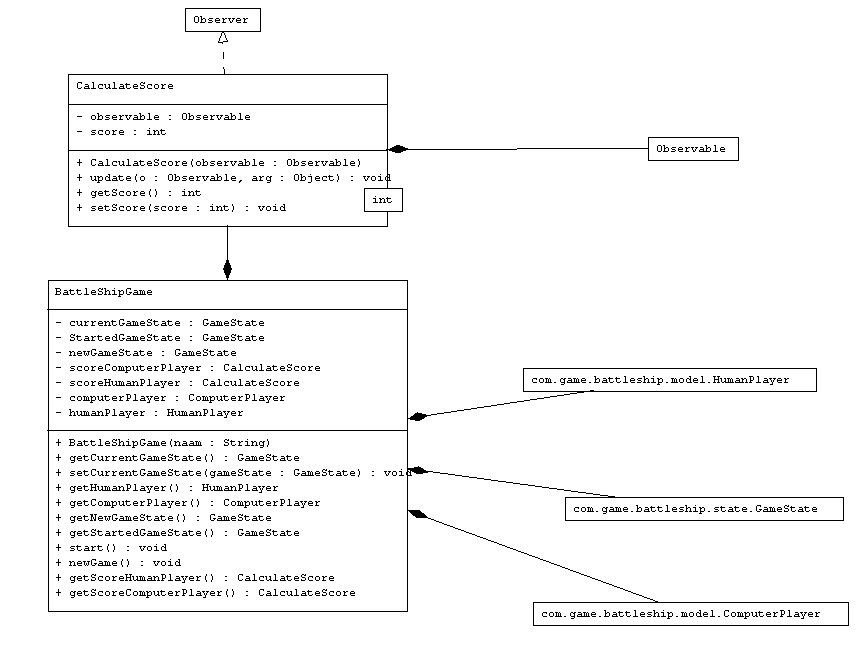 Observer
CalculateScore
- observable : Observable
- score : int
+ CalculateScore(observable : Observable)
+ update(o : Observable, arg : Object) : void
+ getScore() : int
+ setScore(score : int) : void
int
Observable
BattleShipGame
- currentGameState : GameState
- StartedGameState : GameState
- newGameState : GameState
- scoreComputerPlayer : CalculateScore
- scoreHumanPlayer : CalculateScore
- computerPlayer : ComputerPlayer
- humanPlayer : HumanPlayer
+ BattleShipGame(naam : String)
+ getCurrentGameState() : GameState
+ setCurrentGameState(gameState : GameState) : void
+ getHumanPlayer() : HumanPlayer
+ getComputerPlayer() : ComputerPlayer
+ getNewGameState() : GameState
+ getStartedGameState() : GameState
+ start() : void
+ newGame() : void
+ getScoreHumanPlayer() : CalculateScore
+ getScoreComputerPlayer() : CalculateScore
com.game.battleship.model.HumanPlayer
com.game.battleship.state.GameState
com.game.battleship.model.ComputerPlayer